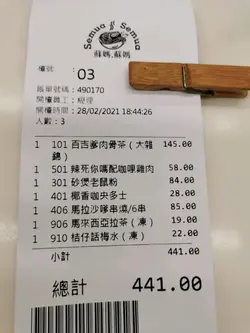 Semua Semua
蘇媽.蘇媽
檯號 : 03
賬單號碼 : 490170
開檯員工 : 經理
開檯時間 : 28/02/2021 18:44:26
人數 : 3
1 101 百吉爹肉骨茶（大雜錦） 145.00
1 501 辣死你嘅配咖哩雞肉 58.00
1 301 砂煲老鼠粉 84.00
1 401 椰香咖央多士 28.00
1 406 馬拉沙嗲串燒/6串 85.00
1 906 馬來西亞拉茶（凍） 19.00
1 910 桔仔話梅水（凍） 22.00
小計 441.00
總計 441.00